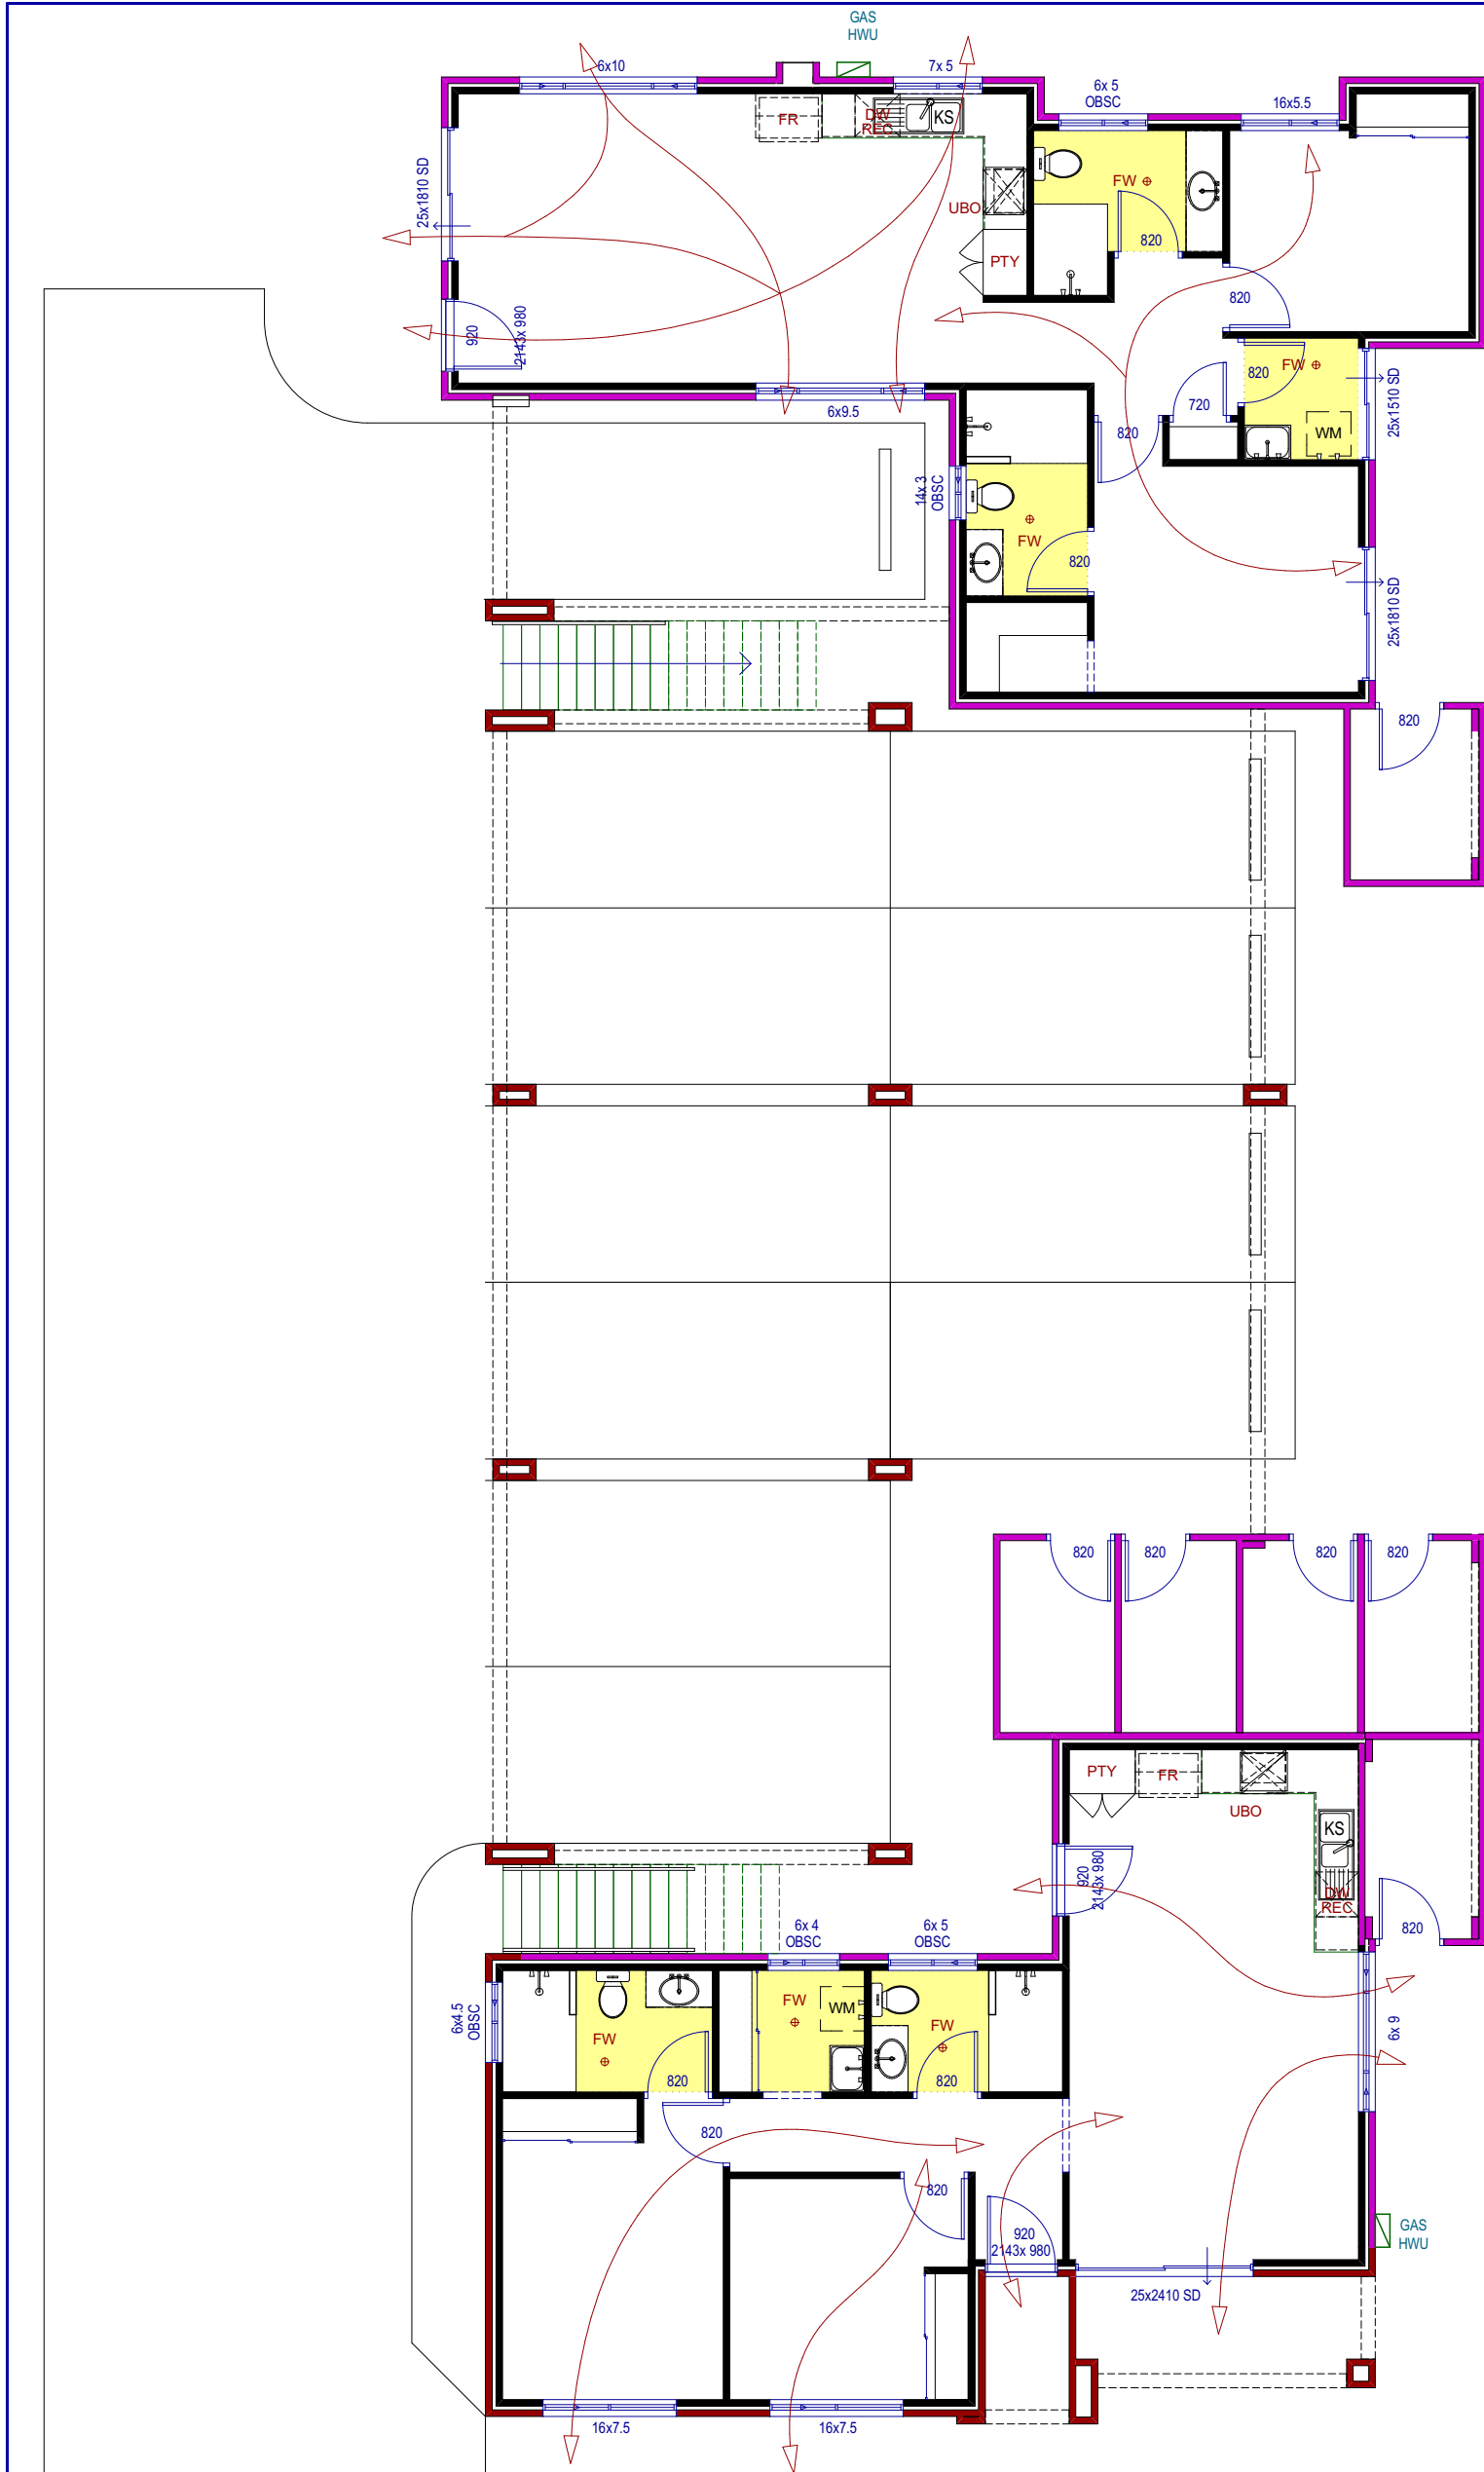 GAS
HWU
6x10
7x 5
6x 5
OBSC
16x5.5
FR
DW
REC
KS
25x1810 SD
FW
820
UBO
PTY
820
920
2143x 980
6x9.5
820
FW
WM
720
820
25x1510 SD
14x 3
OBSC
FW
820
25x1810 SD
820
820
820
820
820
PTY
FR
UBO
KS
DW
REC
920
2143x 980
820
6x 4
OBSC
6x 5
OBSC
6x4.5
OBSC
FW
820
FW
WM
FW
820
6x 9
820
820
920
2143x 980
GAS
HWU
25x2410 SD
16x7.5
16x7.5